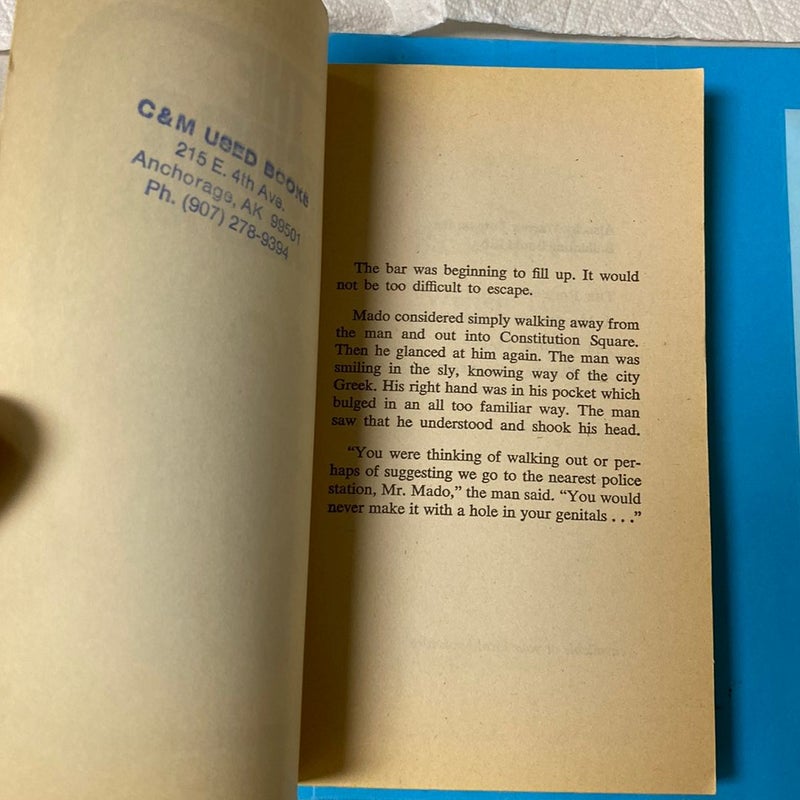 C&M USED BOOKS
215 E. 4th Ave.
Anchorage, AK 99501
Ph. (907) 278-9394
The bar was beginning to fill up. It would
not be too difficult to escape.
Mado considered simply walking away from
the man and out into Constitution Square.
Then he glanced at him again. The man was
smiling in the sly, knowing way of the city
Greek. His right hand was in his pocket which
bulged in an all too familiar way. The man
saw that he understood and shook his head.
“You were thinking of walking out or per-
haps of suggesting we go to the nearest police
station, Mr. Mado,” the man said. “You would
never make it with a hole in your genitals . . .”